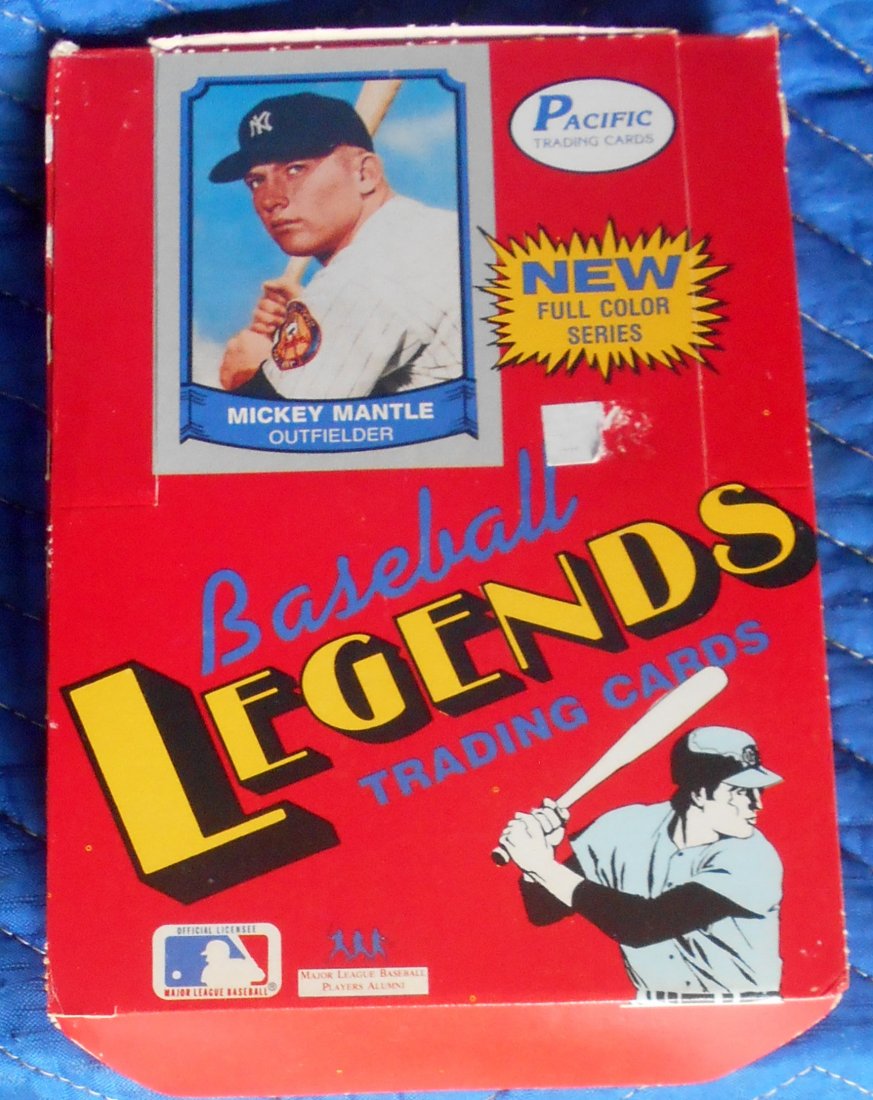 NY
PACIFIC
TRADING CARDS
NEW
FULL COLOR
SERIES
MICKEY MANTLE
OUTFIELDER
Baseball
LEGENDS
TRADING CARDS
OFFICIAL LICENSEE
MAJOR LEAGUE BASEBALL®
MAJOR LEAGUE BASEBALL
PLAYERS ALUMNI